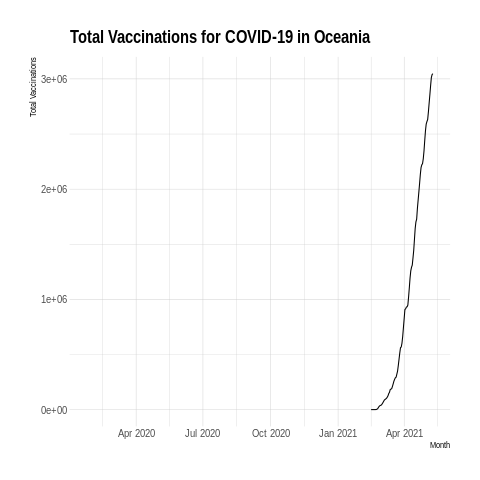 Total Vaccinations for COVID-19 in Oceania
Total Vaccinations
3e+06
2e+06
1e+06
0e+00
Apr 2020
Jul 2020
Oct 2020
Jan 2021
Apr 2021
Month